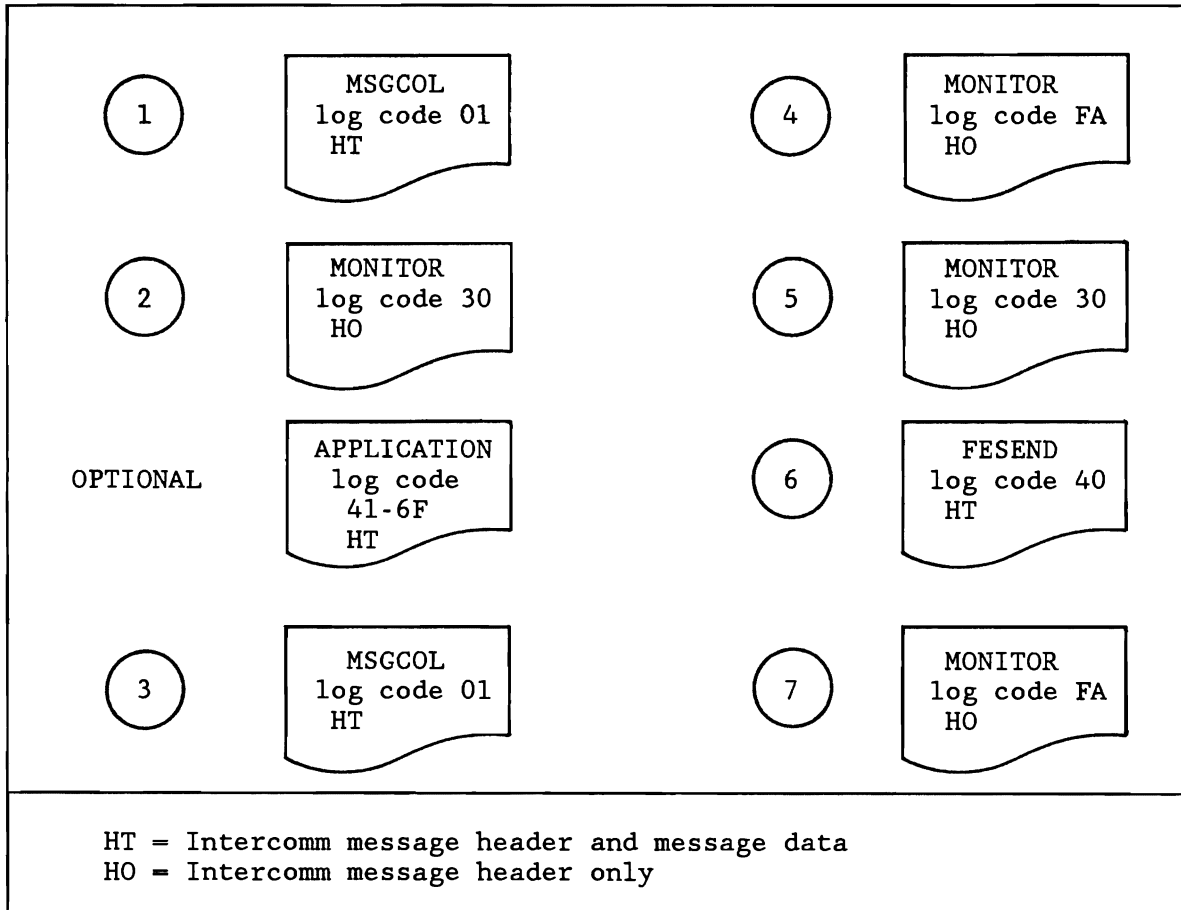 1
MSGCOL
log code 01
HT
2
MONITOR
log code 30
HO
OPTIONAL
APPLICATION
log code
41-6F
HT
3
MSGCOL
log code 01
HT
4
MONITOR
log code FA
HO
5
MONITOR
log code 30
HO
6
FESEND
log code 40
HT
7
MONITOR
log code FA
HO
HT = Intercomm message header and message data
HO = Intercomm message header only